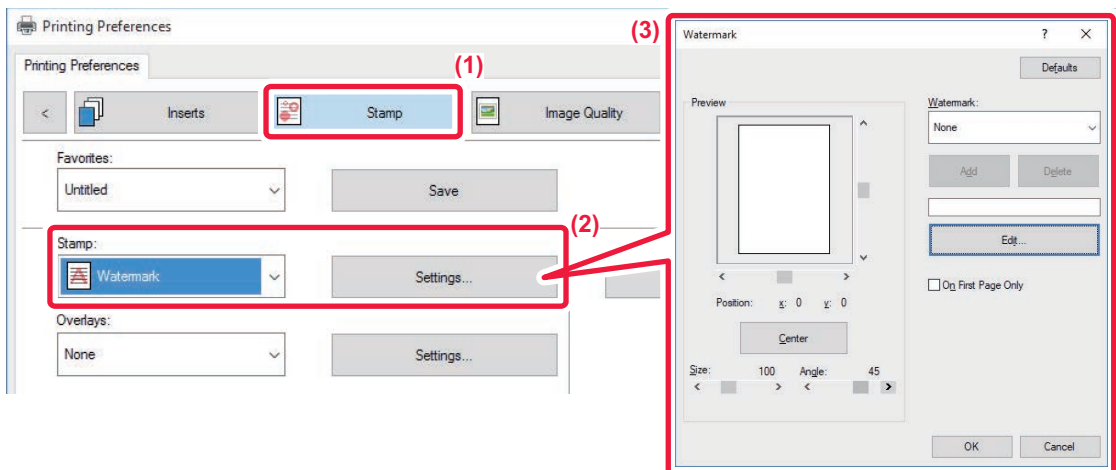 Printing Preferences
Printing Preferences
(1)
< Inserts Stamp Image Quality
Favorites:
Untitled Save
(2)
Stamp:
Watermark Settings...
Overlays:
None Settings...
(3)
Watermark ? X
Defaults
Preview
Watermark:
None
Add Delete
Edit...
On First Page Only
Position: x: 0 y: 0
Center
Size: 100 Angle: 45
OK Cancel